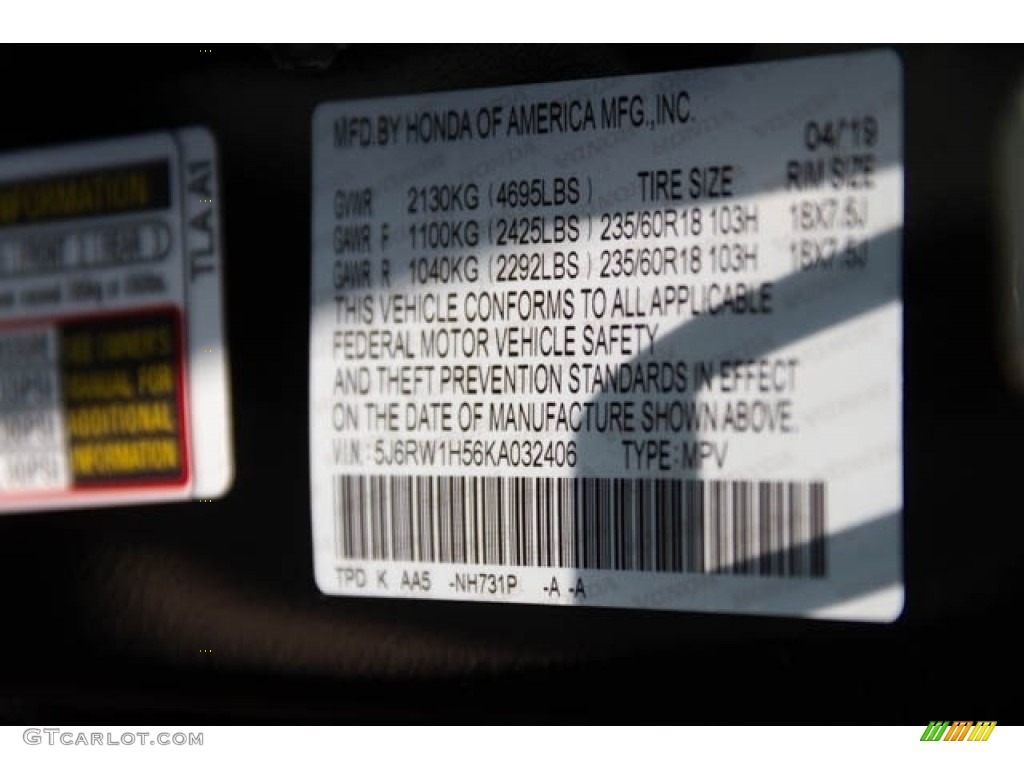 INFORMATION
TLA A1
SEE OWNER'S
MANUAL FOR
ADDITIONAL
INFORMATION
MFD.BY HONDA OF AMERICA MFG.,INC.
04/19
GVWR 2130KG (4695LBS) TIRE SIZE RIM SIZE
GAWR F 1100KG (2425LBS) 235/60R18 103H 18X7.5J
GAWR R 1040KG (2292LBS) 235/60R18 103H 18X7.5J
THIS VEHICLE CONFORMS TO ALL APPLICABLE
FEDERAL MOTOR VEHICLE SAFETY
AND THEFT PREVENTION STANDARDS IN EFFECT
ON THE DATE OF MANUFACTURE SHOWN ABOVE.
V.I.N.: 5J6RW1H56KA032406 TYPE: MPV
TPD K AA5 -NH731P -A -A
GTCarLot.com